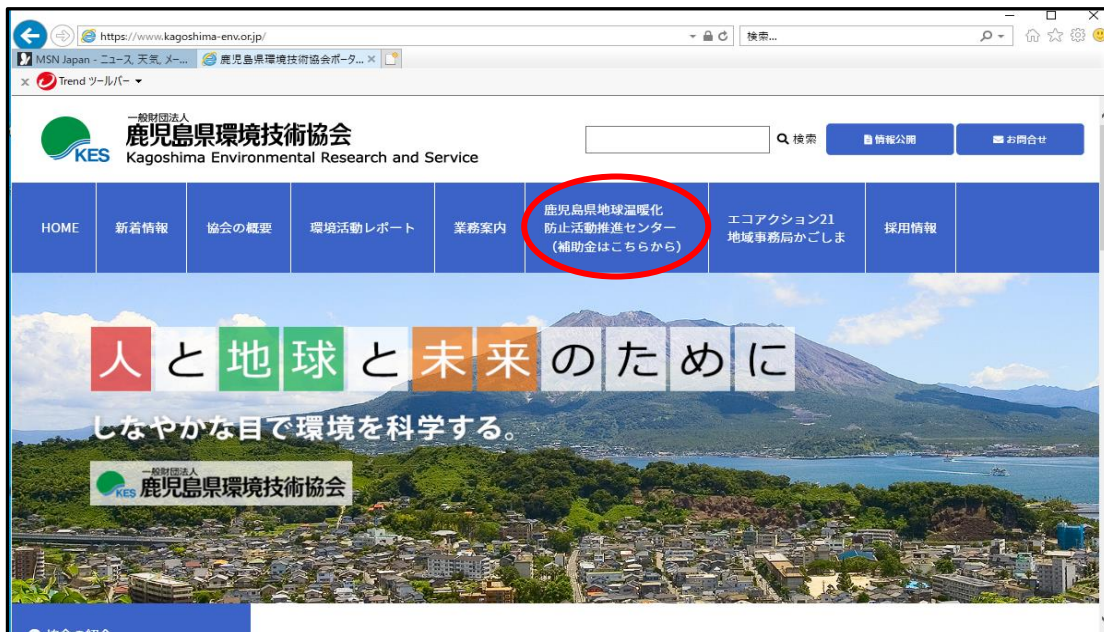 https://www.kagoshima-env.or.jp/
検索...
MSN Japan - ニュース, 天気, メー...
鹿児島県環境技術協会ポータ...
×
x Trend ツールバー
一般財団法人
鹿児島県環境技術協会
KES
Kagoshima Environmental Research and Service
検索
情報公開
お問合せ
HOME
新着情報
協会の概要
環境活動レポート
業務案内
鹿児島県地球温暖化
防止活動推進センター
(補助金はこちらから)
エコアクション21
地域事務局かごしま
採用情報
人と地球と未来のために
しなやかな目で環境を科学する。
一般財団法人
KES 鹿児島県環境技術協会